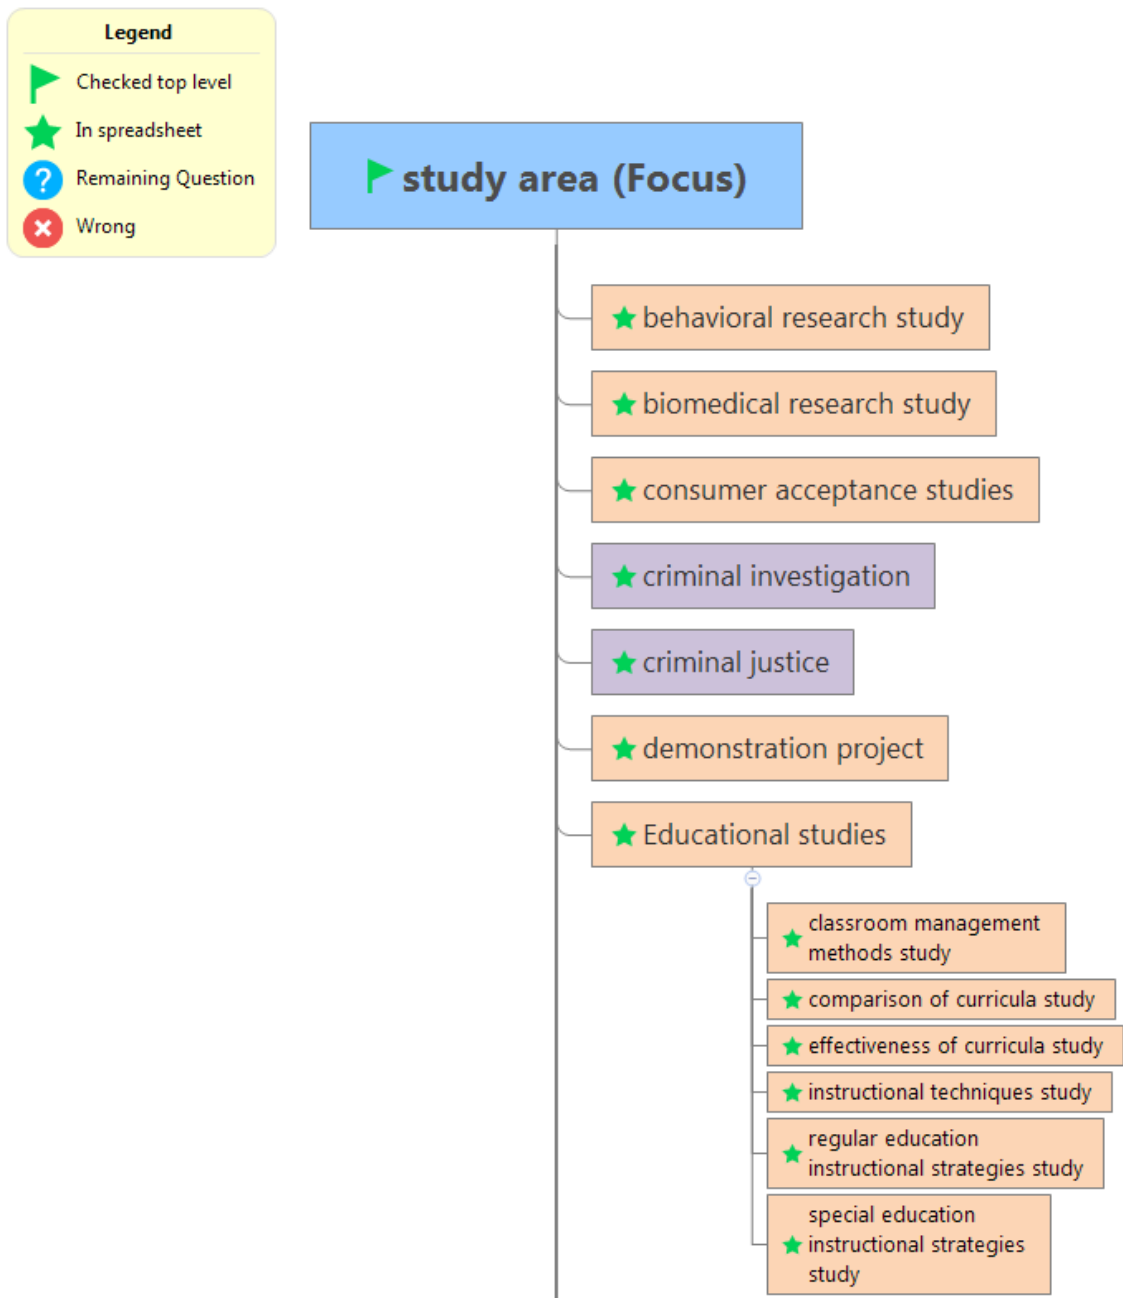 Legend
Checked top level
In spreadsheet
Remaining Question
Wrong
study area (Focus)
behavioral research study
biomedical research study
consumer acceptance studies
criminal investigation
criminal justice
demonstration project
Educational studies
classroom management
methods study
comparison of curricula study
effectiveness of curricula study
instructional techniques study
regular education
instructional strategies study
special education
instructional strategies
study